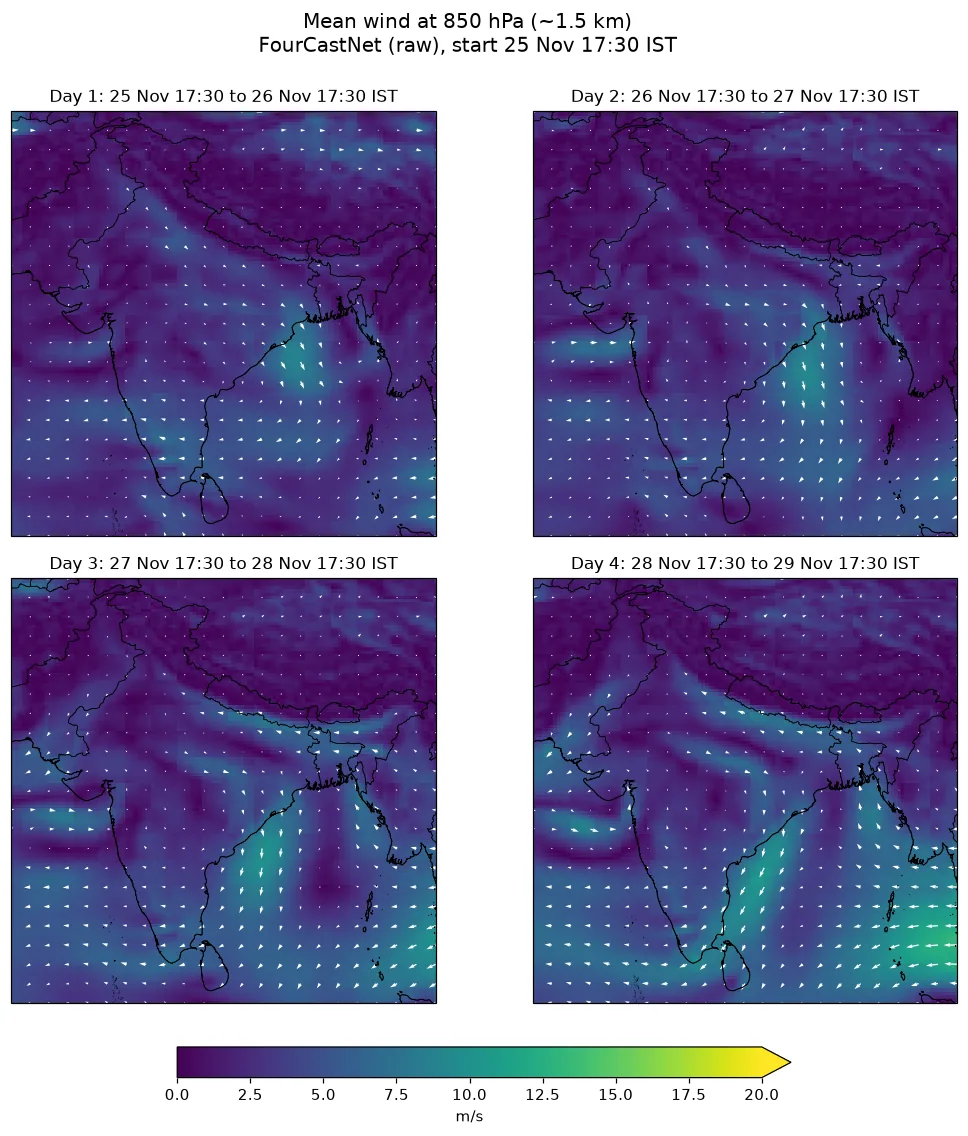 Mean wind at 850 hPa (~1.5 km)
FourCastNet (raw), start 25 Nov 17:30 IST
Day 1: 25 Nov 17:30 to 26 Nov 17:30 IST
Day 2: 26 Nov 17:30 to 27 Nov 17:30 IST
Day 3: 27 Nov 17:30 to 28 Nov 17:30 IST
Day 4: 28 Nov 17:30 to 29 Nov 17:30 IST
0.0 2.5 5.0 7.5 10.0 12.5 15.0 17.5 20.0
m/s